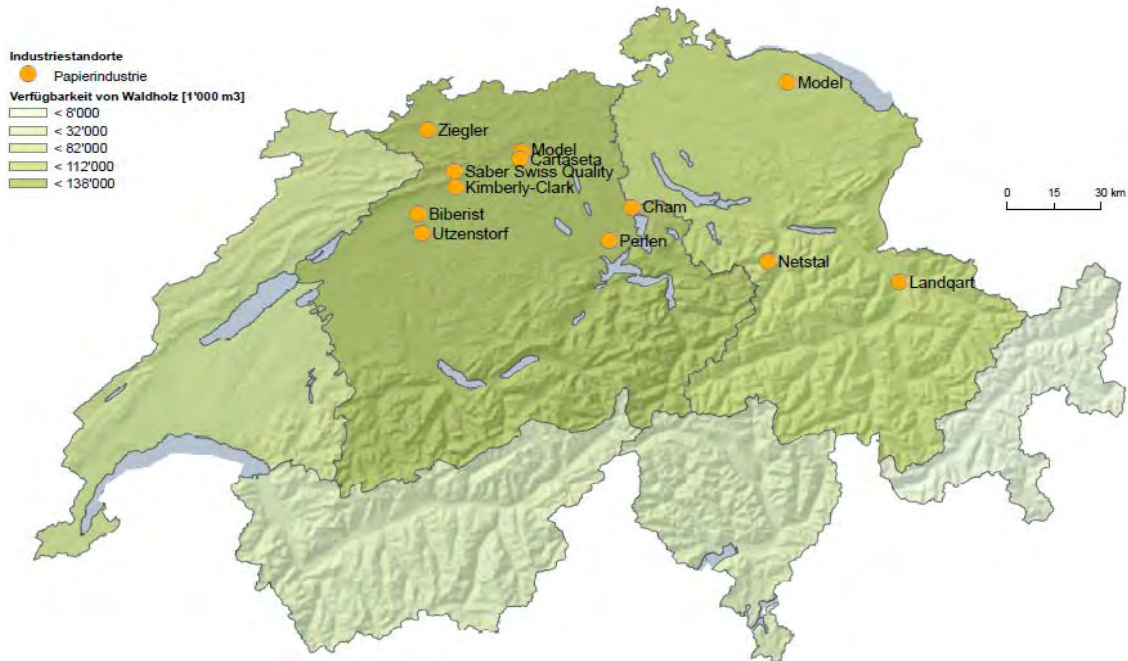 Industriestandorte
Papierindustrie
Verfügbarkeit von Waldholz [1'000 m3]
< 8'000
< 32'000
< 82'000
< 112'000
< 138'000
Model
Ziegler
Model
Cartaseta
Saber Swiss Quality
Kimberly-Clark
0 15 30 km
Cham
Biberist
Utzenstorf
Perlen
Netstal
Landqart